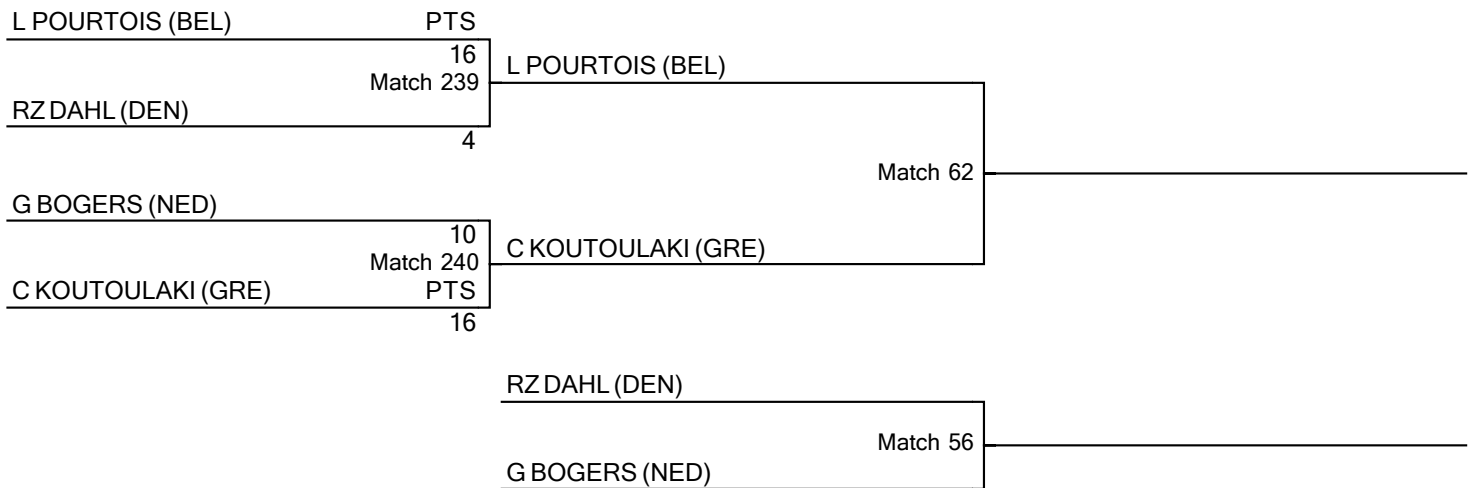 L POURTOIS (BEL) PTS
16
Match 239
L POURTOIS (BEL)
RZ DAHL (DEN)
4
Match 62
G BOGERS (NED)
10
Match 240
C KOUTOULAKI (GRE)
C KOUTOULAKI (GRE) PTS
16
RZ DAHL (DEN)
Match 56
G BOGERS (NED)